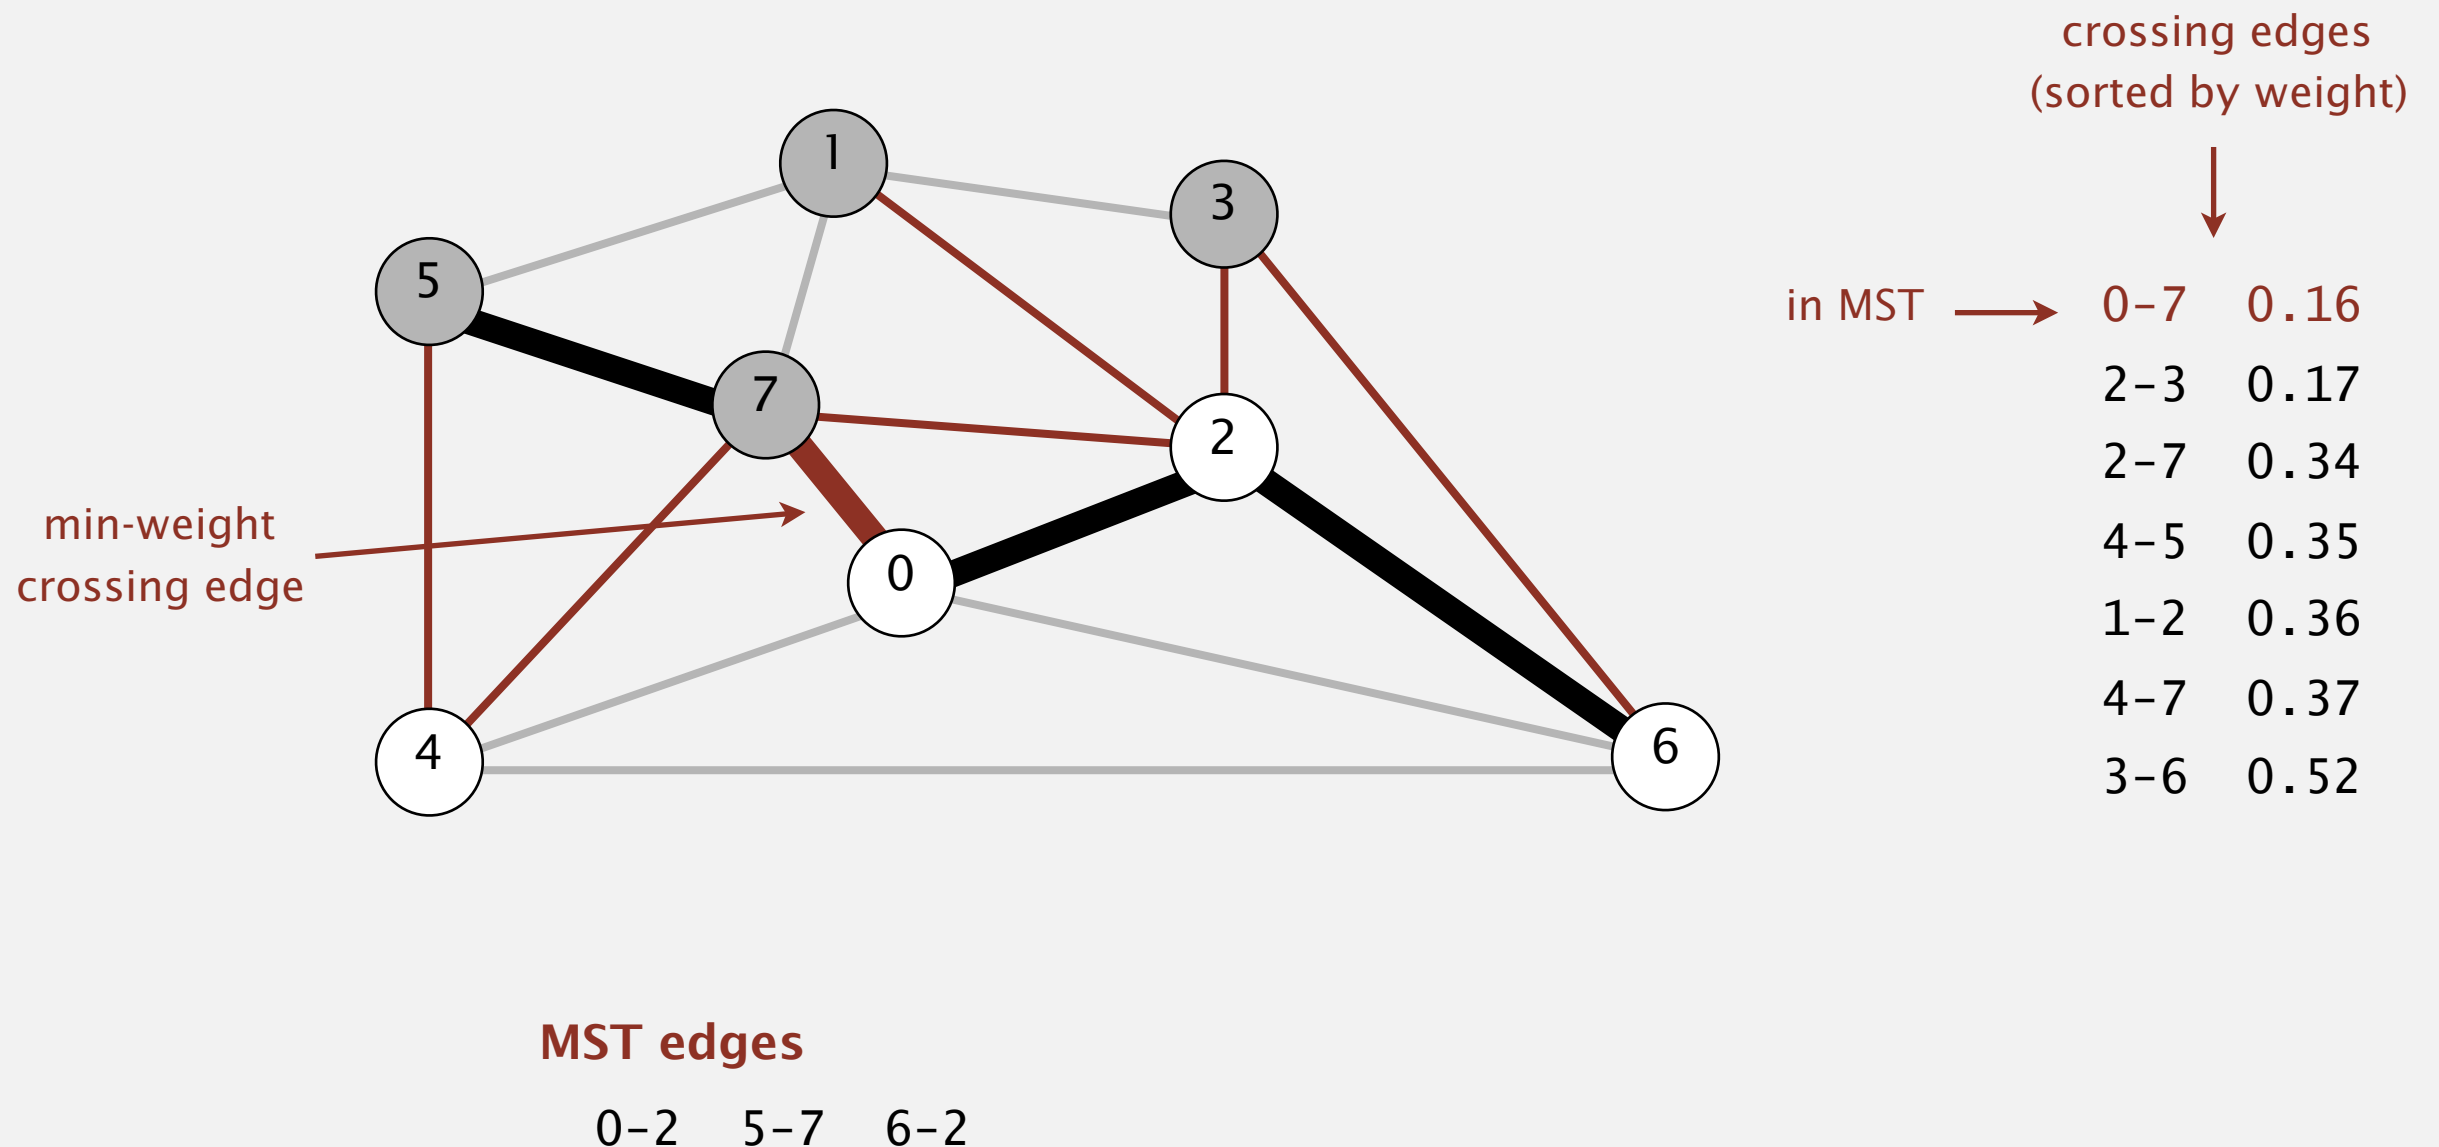 crossing edges
(sorted by weight)
1
3
5
in MST
0-7 0.16
7
2-3 0.17
2
2-7 0.34
min-weight
crossing edge
4-5 0.35
0
1-2 0.36
4
6
4-7 0.37
3-6 0.52
MST edges
0-2 5-7 6-2